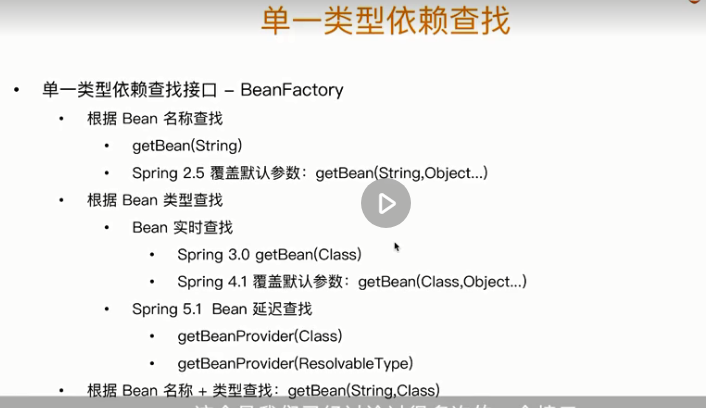 单一类型依赖查找
• 单一类型依赖查找接口 – BeanFactory
• 根据 Bean 名称查找
• getBean(String)
• Spring 2.5 覆盖默认参数：getBean(String,Object...)
• 根据 Bean 类型查找
• Bean 实时查找
• Spring 3.0 getBean(Class)
• Spring 4.1 覆盖默认参数：getBean(Class,Object...)
• Spring 5.1 Bean 延迟查找
• getBeanProvider(Class)
• getBeanProvider(ResolvableType)
• 根据 Bean 名称 + 类型查找：getBean(String,Class)